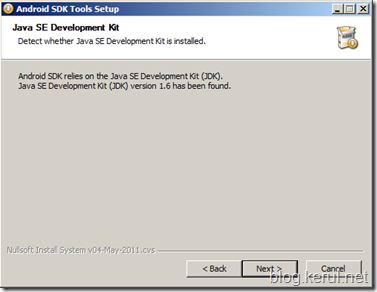 Android SDK Tools Setup
Java SE Development Kit
Detect whether Java SE Development Kit is installed.
Android SDK relies on the Java SE Development Kit (JDK).
Java SE Development Kit (JDK) version 1.6 has been found.
Nullsoft Install System v04-May-2011.cvs
< Back
Next >
Cancel
blog.kerul.net